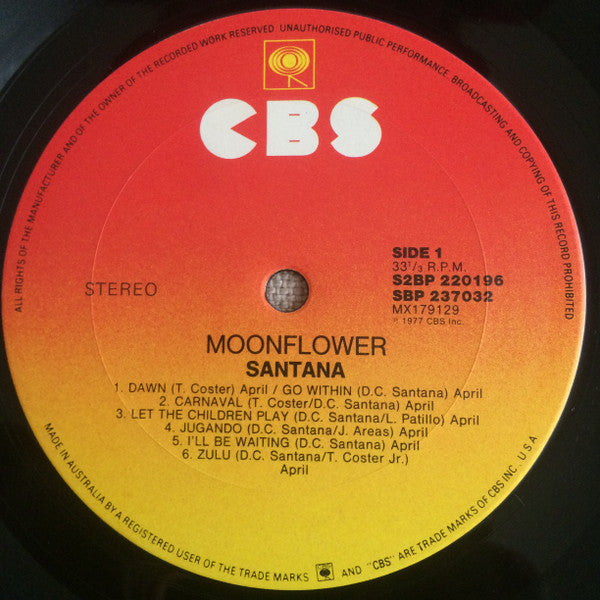 ALL RIGHTS OF THE MANUFACTURER AND OF THE OWNER OF THE RECORDED WORK RESERVED. UNAUTHORISED PUBLIC PERFORMANCE, BROADCASTING AND COPYING OF THIS RECORD PROHIBITED
CBS
STEREO
SIDE 1
33 1/3 R.P.M.
S2BP 220196
SBP 237032
MX179129
℗ 1977 CBS Inc.
MOONFLOWER
SANTANA
1. DAWN (T. Coster) April / GO WITHIN (D.C. Santana) April
2. CARNAVAL (T. Coster/D.C. Santana) April
3. LET THE CHILDREN PLAY (D.C. Santana/L. Patillo) April
4. JUGANDO (D.C. Santana/J. Areas) April
5. I'LL BE WAITING (D.C. Santana) April
6. ZULU (D.C. Santana/T. Coster Jr.)
April
MADE IN AUSTRALIA BY A REGISTERED USER OF THE TRADE MARKS AND "CBS" ARE TRADE MARKS OF CBS INC. U S A